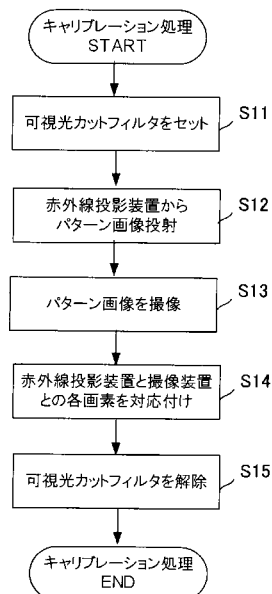 キャリブレーション処理
START
可視光カットフィルタをセット
S11
赤外線投影装置から
パターン画像投射
S12
パターン画像を撮像
S13
赤外線投影装置と撮像装置
との各画素を対応付け
S14
可視光カットフィルタを解除
S15
キャリブレーション処理
END